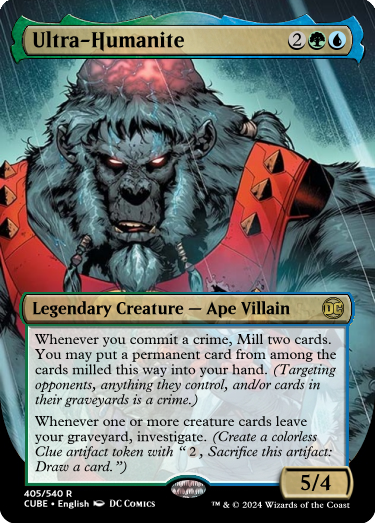 Ultra-Humanite 2
Legendary Creature — Ape Villain
DC
Whenever you commit a crime, Mill two cards.
You may put a permanent card from among the
cards milled this way into your hand. (Targeting
opponents, anything they control, and/or cards in
their graveyards is a crime.)
Whenever one or more creature cards leave
your graveyard, investigate. (Create a colorless
Clue artifact token with “ 2 , Sacrifice this artifact:
Draw a card.”)
5/4
405/540 R
CUBE • English DC COMICS
™ & © 2024 Wizards of the Coast